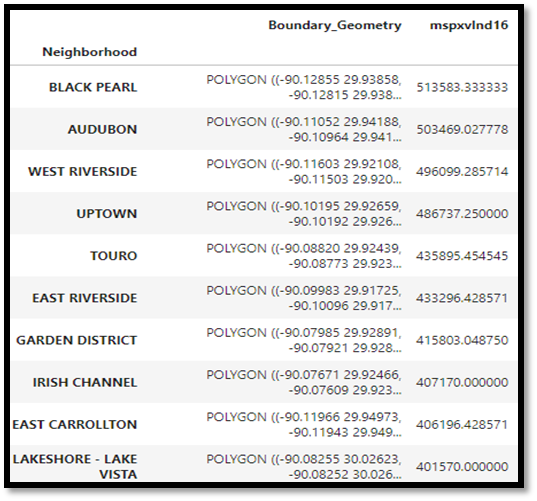 Boundary_Geometry mspxvlnd16
Neighborhood
BLACK PEARL POLYGON ((-90.12855 29.93858, 513583.333333
-90.12815 29.938...
AUDUBON POLYGON ((-90.11052 29.94188, 503469.027778
-90.10964 29.941...
WEST RIVERSIDE POLYGON ((-90.11603 29.92108, 496099.285714
-90.11503 29.920...
UPTOWN POLYGON ((-90.10195 29.92659, 486737.250000
-90.10192 29.926...
TOURO POLYGON ((-90.08820 29.92439, 435895.454545
-90.08773 29.923...
EAST RIVERSIDE POLYGON ((-90.09983 29.91725, 433296.428571
-90.10096 29.917...
GARDEN DISTRICT POLYGON ((-90.07985 29.92891, 415803.048750
-90.07921 29.928...
IRISH CHANNEL POLYGON ((-90.07671 29.92466, 407170.000000
-90.07609 29.923...
EAST CARROLLTON POLYGON ((-90.11966 29.94973, 406196.428571
-90.11943 29.949...
LAKESHORE - LAKE POLYGON ((-90.08255 30.02623, 401570.000000
VISTA -90.08252 30.026...